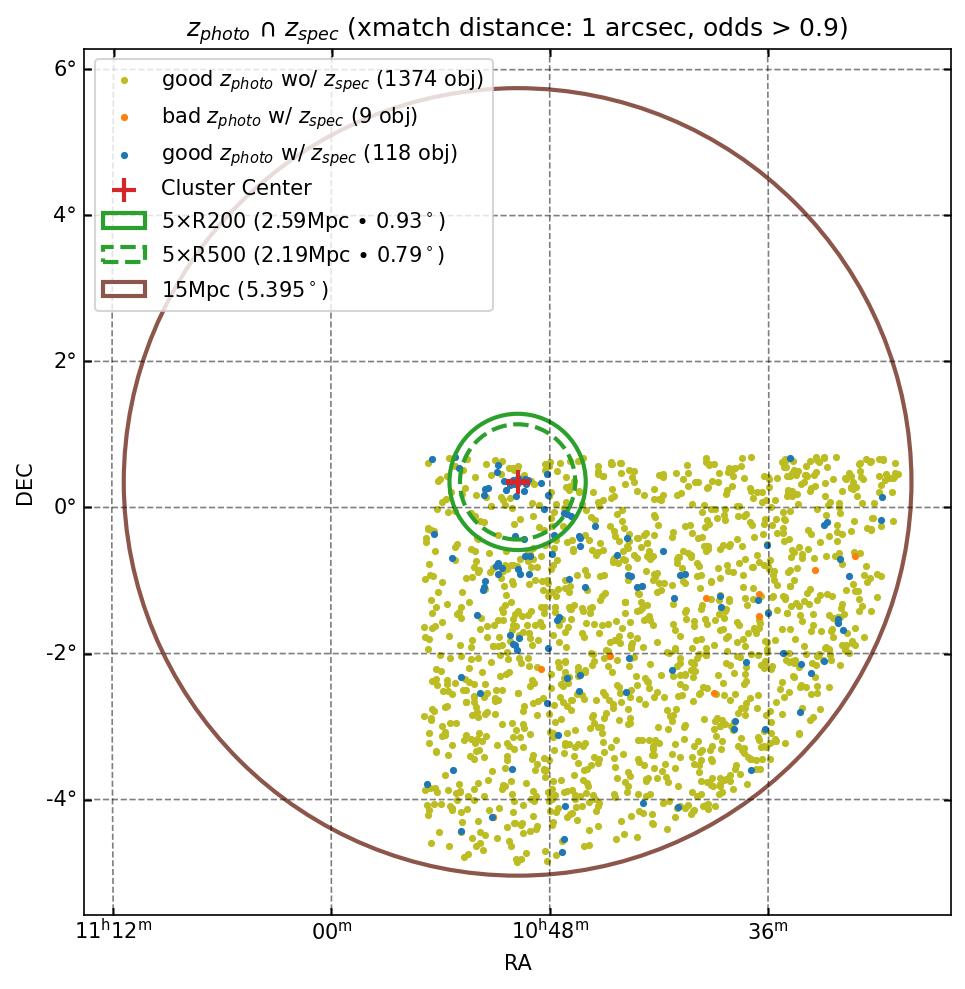 z_photo ∩ z_spec (xmatch distance: 1 arcsec, odds > 0.9)
good z_photo wo/ z_spec (1374 obj)
bad z_photo w/ z_spec (9 obj)
good z_photo w/ z_spec (118 obj)
Cluster Center
5×R200 (2.59Mpc • 0.93°)
5×R500 (2.19Mpc • 0.79°)
15Mpc (5.395°)
6°
4°
2°
0°
-2°
-4°
DEC
11h12m 00m 10h48m 36m
RA